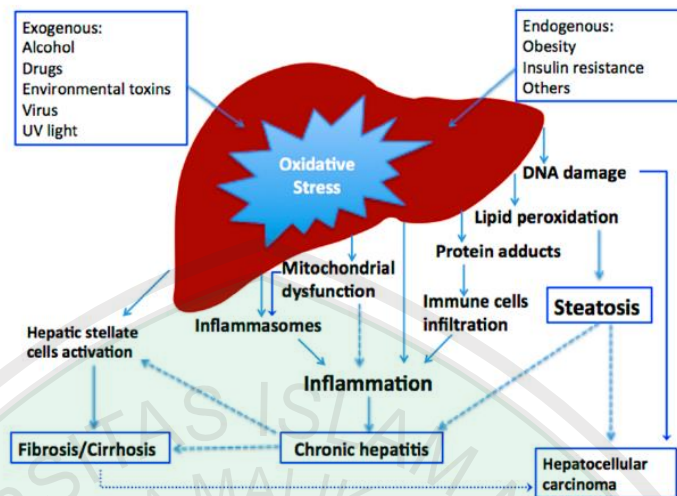 Exogenous:
Alcohol
Drugs
Environmental toxins
Virus
UV light
Endogenous:
Obesity
Insulin resistance
Others
Oxidative
Stress
DNA damage
Lipid peroxidation
Protein adducts
Mitochondrial
dysfunction
Immune cells
infiltration
Steatosis
Inflammasomes
Hepatic stellate
cells activation
Inflammation
Fibrosis/Cirrhosis
Chronic hepatitis
Hepatocellular
carcinoma